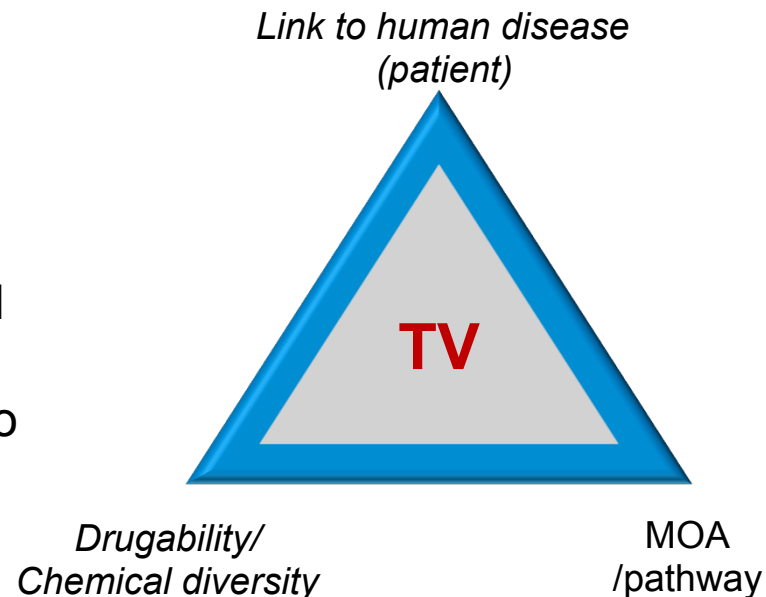 Link to human disease
(patient)
TV
Drugability/
Chemical diversity
MOA
/pathway